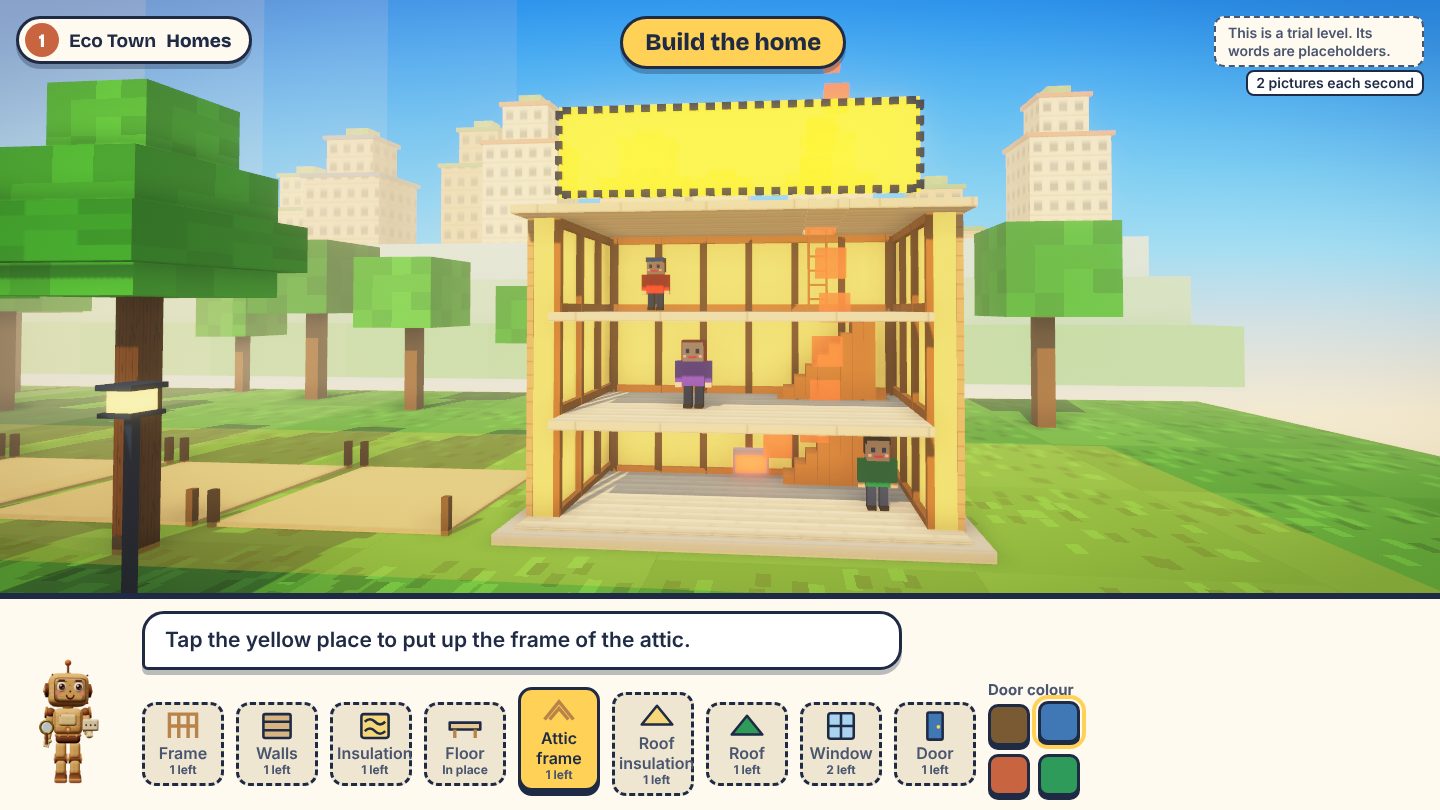 1 Eco Town Homes
Build the home
This is a trial level. Its
words are placeholders.
2 pictures each second
Tap the yellow place to put up the frame of the attic.
Frame
1 left
Walls
1 left
Insulation
1 left
Floor
In place
Attic
frame
1 left
Roof
insulation
1 left
Roof
1 left
Window
2 left
Door
1 left
Door colour